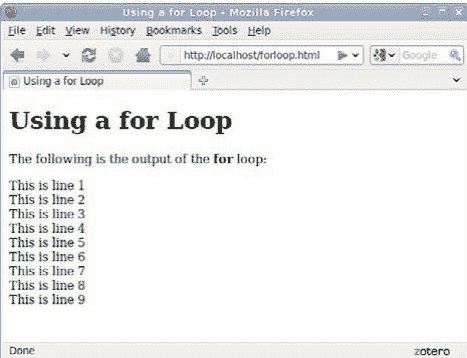 Using a for Loop - Mozilla Firefox
File Edit View History Bookmarks Tools Help
http://localhost/forloop.html Google
Using a for Loop
Using a for Loop
The following is the output of the for loop:
This is line 1
This is line 2
This is line 3
This is line 4
This is line 5
This is line 6
This is line 7
This is line 8
This is line 9
Done zotero